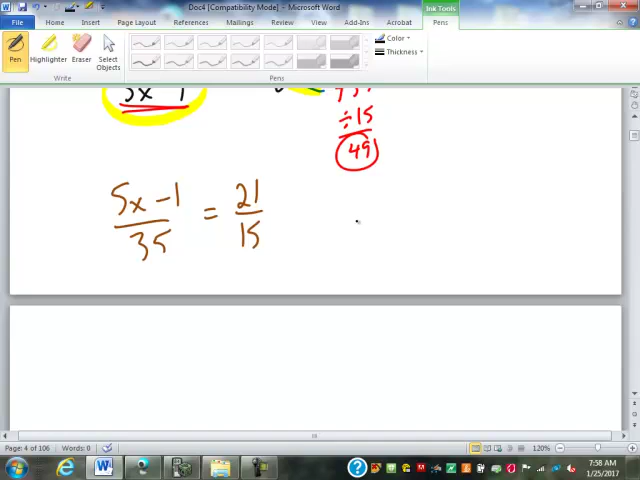 Doc4 [Compatibility Mode] - Microsoft Word
Ink Tools
File Home Insert Page Layout References Mailings Review View Add-Ins Acrobat Pens
Pen Highlighter Eraser Select Objects
Color
Thickness
Write
Pens
÷15
49
5x-1 = 21
35 15
Page: 4 of 106 Words: 0
120%
7:58 AM
1/25/2017